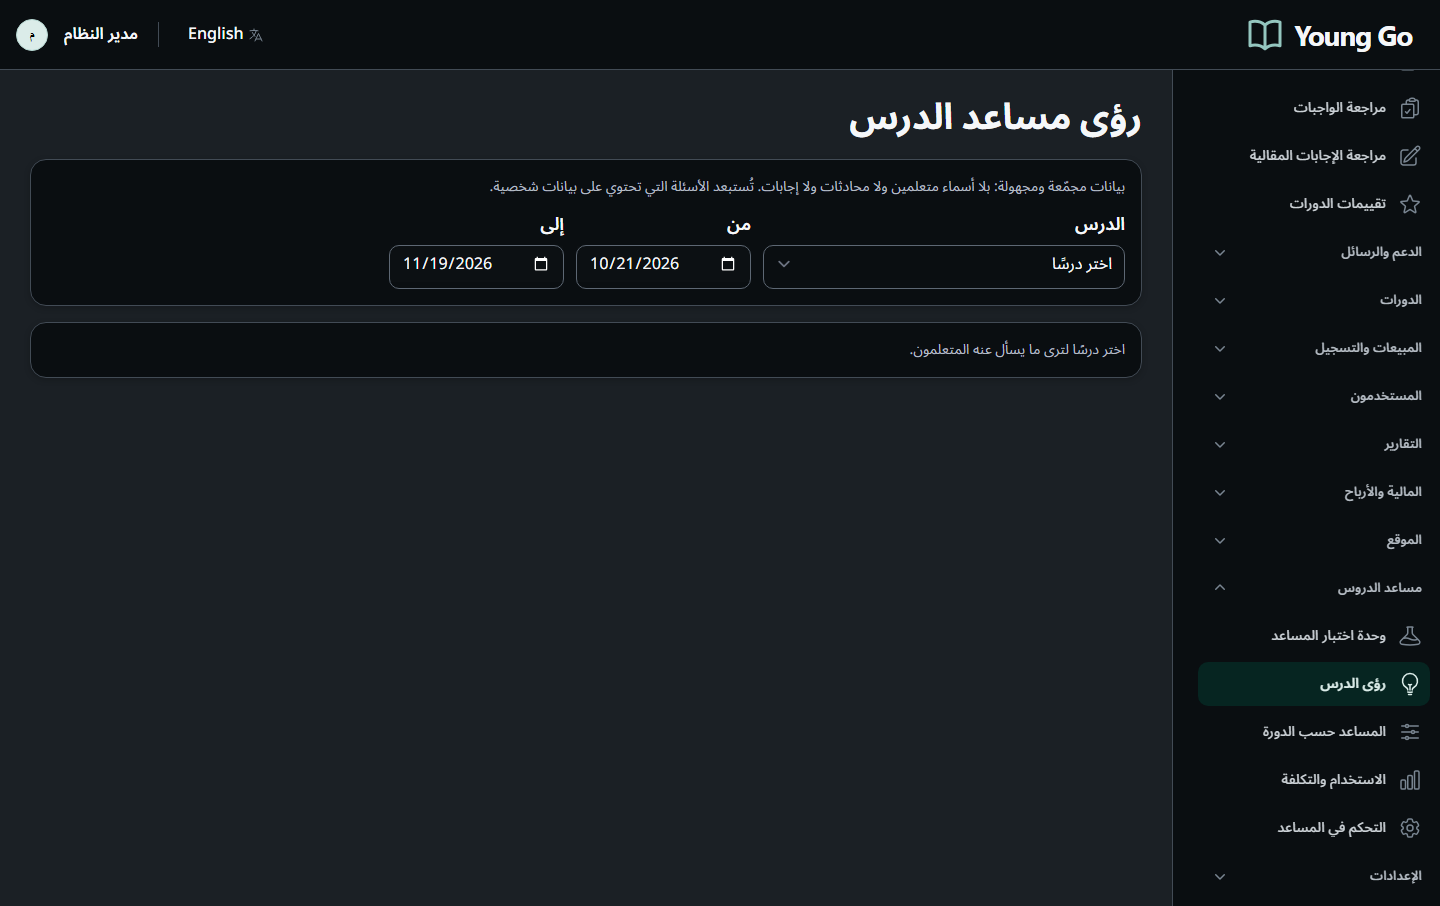 Young Go
English
مدير النظام
م
مراجعة الواجبات
مراجعة الإجابات المقالية
تقييمات الدورات
الدعم والرسائل
الدورات
المبيعات والتسجيل
المستخدمون
التقارير
المالية والأرباح
الموقع
مساعد الدروس
وحدة اختبار المساعد
رؤى الدرس
المساعد حسب الدورة
الاستخدام والتكلفة
التحكم في المساعد
الإعدادات
رؤى مساعد الدرس
بيانات مجمّعة ومجهولة: بلا أسماء متعلمين ولا محادثات ولا إجابات. تُستبعد الأسئلة التي تحتوي على بيانات شخصية.
الدرس
اختر درسًا
من
10/21/2026
إلى
11/19/2026
اختر درسًا لترى ما يسأل عنه المتعلمون.